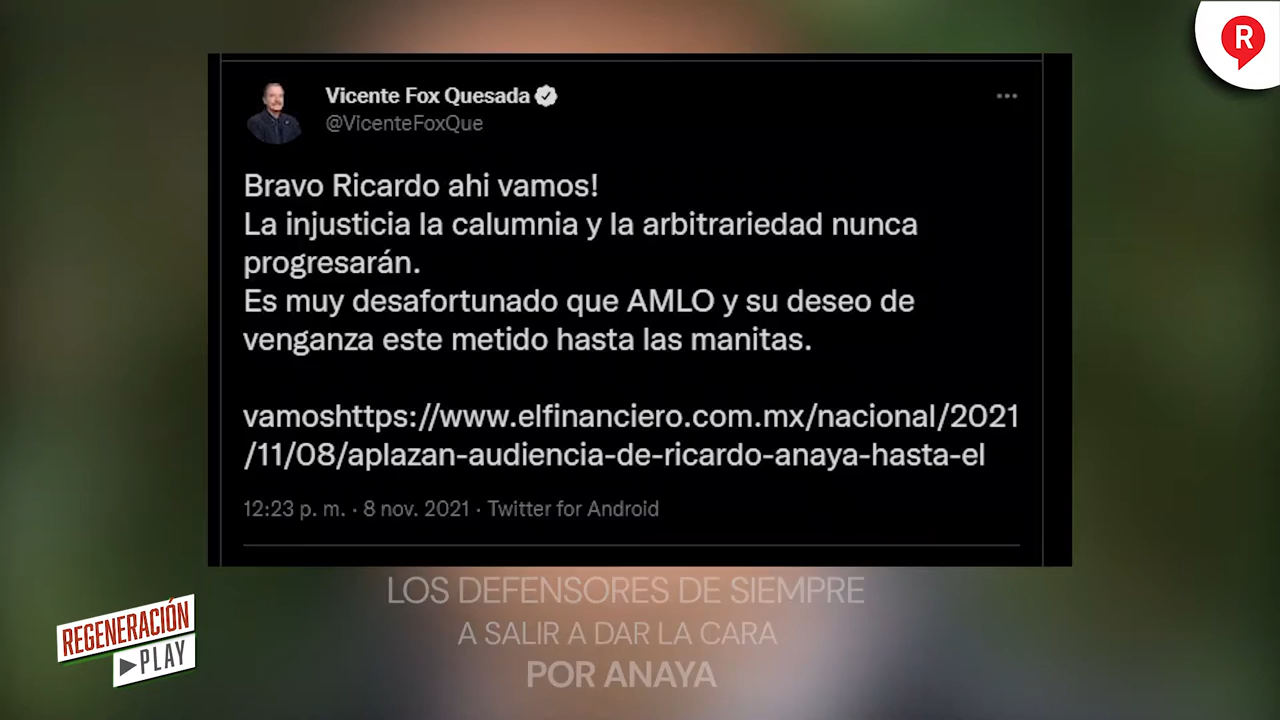 R
Vicente Fox Quesada
@VicenteFoxQue
Bravo Ricardo ahi vamos!
La injusticia la calumnia y la arbitrariedad nunca
progresarán.
Es muy desafortunado que AMLO y su deseo de
venganza este metido hasta las manitas.
vamoshttps://www.elfinanciero.com.mx/nacional/2021
/11/08/aplazan-audiencia-de-ricardo-anaya-hasta-el
12:23 p. m. · 8 nov. 2021 · Twitter for Android
LOS DEFENSORES DE SIEMPRE
A SALIR A DAR LA CARA
POR ANAYA
REGENERACIÓN
PLAY